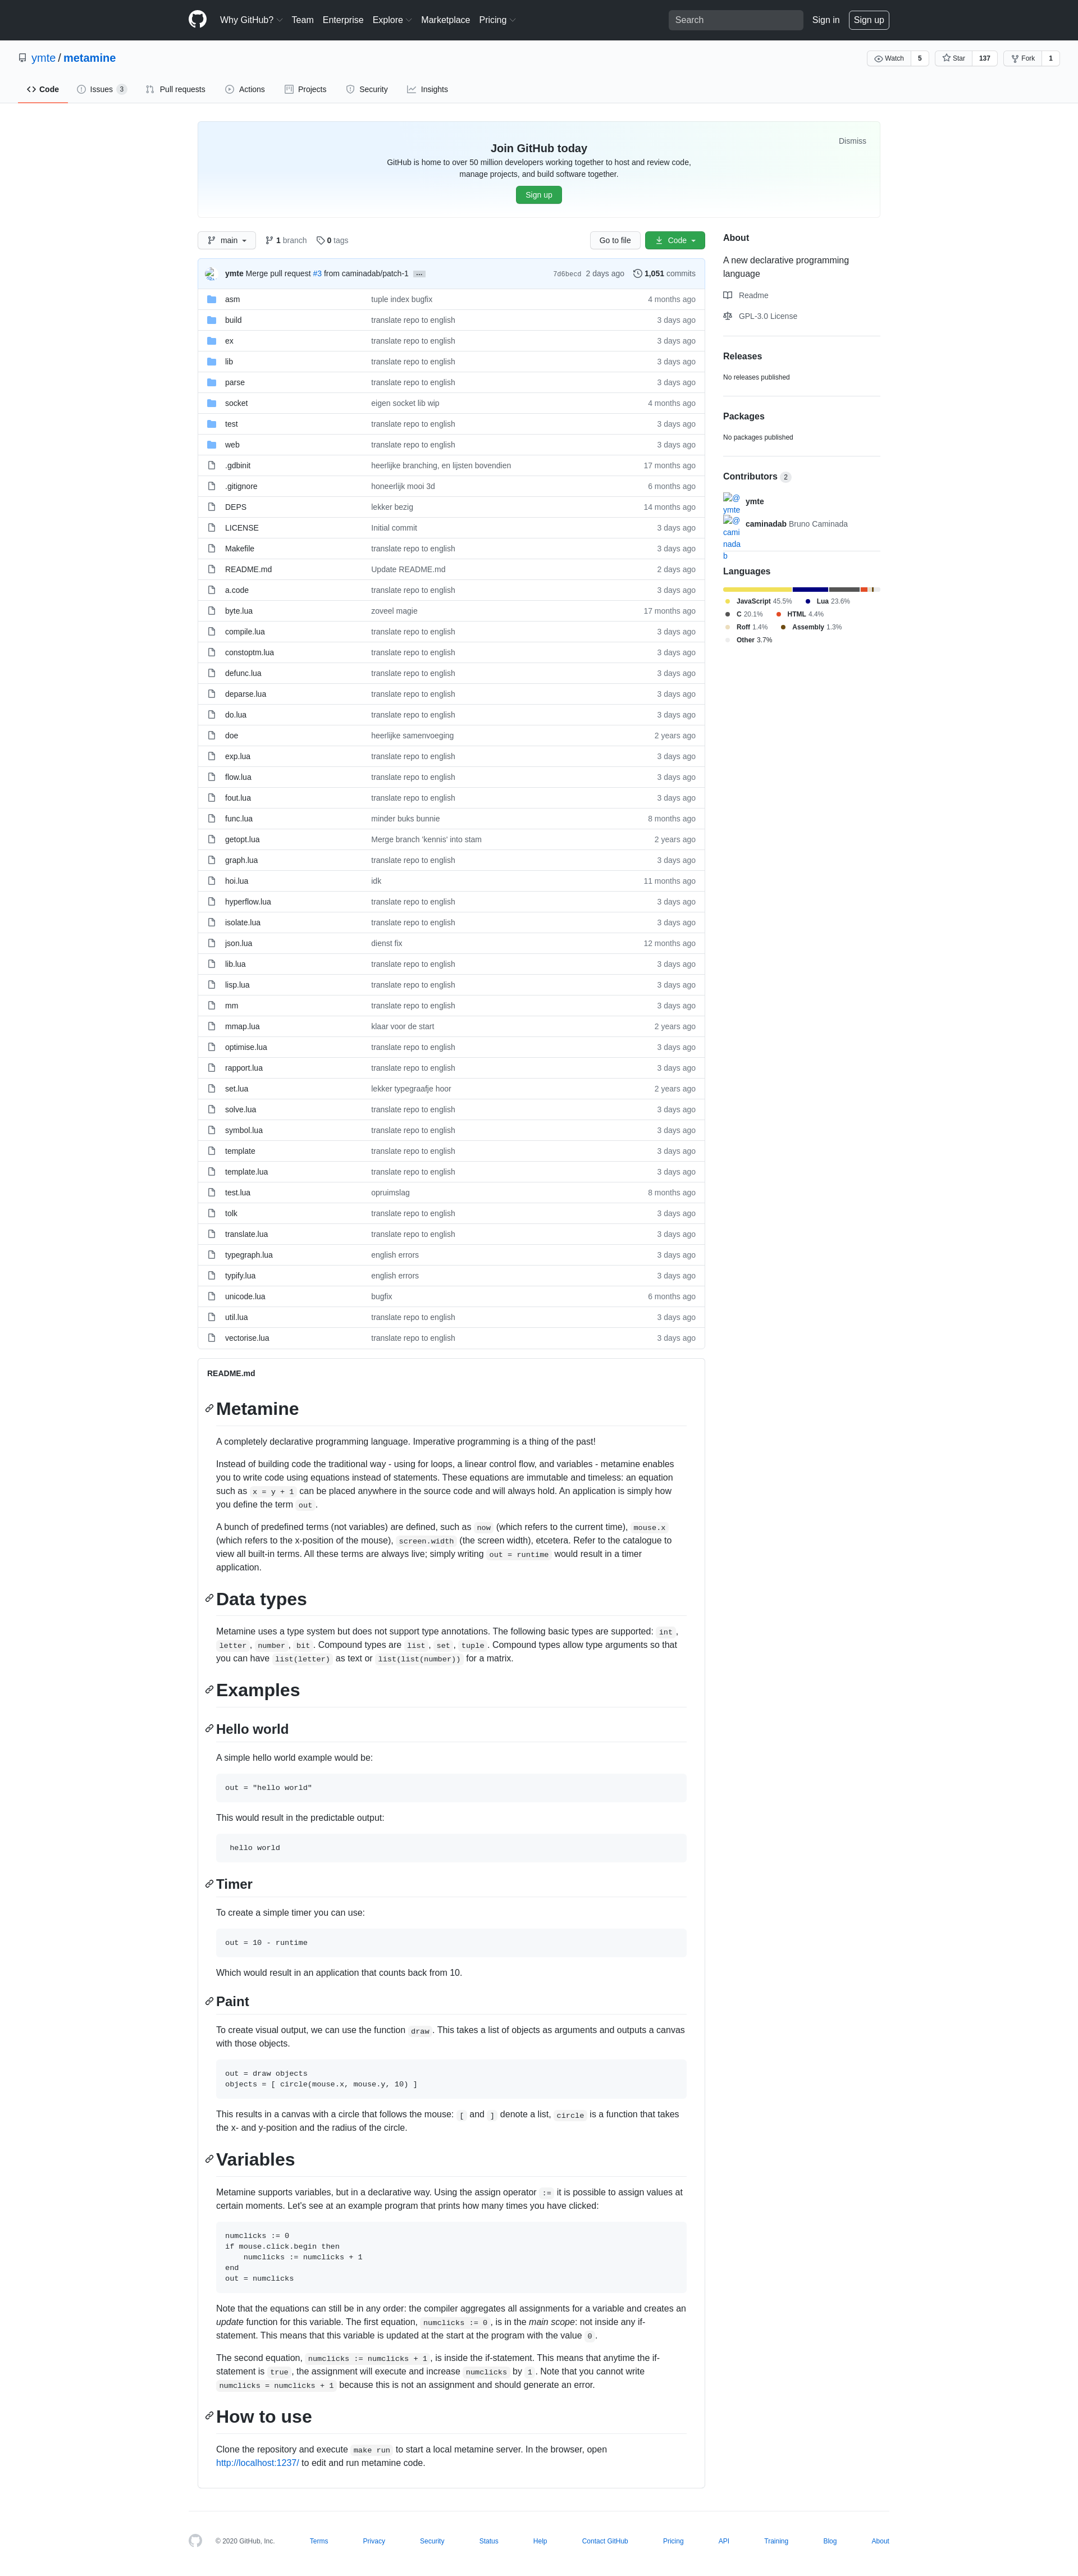 Why GitHub? Team Enterprise Explore Marketplace Pricing Search Sign in Sign up
ymte / metamine Watch 5 Star 137 Fork 1
Code Issues 3 Pull requests Actions Projects Security Insights
Join GitHub today Dismiss
GitHub is home to over 50 million developers working together to host and review code,
manage projects, and build software together.
Sign up
main 1 branch 0 tags Go to file Code
ymte Merge pull request #3 from caminadab/patch-1 … 7d6becd 2 days ago 1,051 commits
asm tuple index bugfix 4 months ago
build translate repo to english 3 days ago
ex translate repo to english 3 days ago
lib translate repo to english 3 days ago
parse translate repo to english 3 days ago
socket eigen socket lib wip 4 months ago
test translate repo to english 3 days ago
web translate repo to english 3 days ago
.gdbinit heerlijke branching, en lijsten bovendien 17 months ago
.gitignore honeerlijk mooi 3d 6 months ago
DEPS lekker bezig 14 months ago
LICENSE Initial commit 3 days ago
Makefile translate repo to english 3 days ago
README.md Update README.md 2 days ago
a.code translate repo to english 3 days ago
byte.lua zoveel magie 17 months ago
compile.lua translate repo to english 3 days ago
constoptm.lua translate repo to english 3 days ago
defunc.lua translate repo to english 3 days ago
deparse.lua translate repo to english 3 days ago
do.lua translate repo to english 3 days ago
doe heerlijke samenvoeging 2 years ago
exp.lua translate repo to english 3 days ago
flow.lua translate repo to english 3 days ago
fout.lua translate repo to english 3 days ago
func.lua minder buks bunnie 8 months ago
getopt.lua Merge branch 'kennis' into stam 2 years ago
graph.lua translate repo to english 3 days ago
hoi.lua idk 11 months ago
hyperflow.lua translate repo to english 3 days ago
isolate.lua translate repo to english 3 days ago
json.lua dienst fix 12 months ago
lib.lua translate repo to english 3 days ago
lisp.lua translate repo to english 3 days ago
mm translate repo to english 3 days ago
mmap.lua klaar voor de start 2 years ago
optimise.lua translate repo to english 3 days ago
rapport.lua translate repo to english 3 days ago
set.lua lekker typegraafje hoor 2 years ago
solve.lua translate repo to english 3 days ago
symbol.lua translate repo to english 3 days ago
template translate repo to english 3 days ago
template.lua translate repo to english 3 days ago
test.lua opruimslag 8 months ago
tolk translate repo to english 3 days ago
translate.lua translate repo to english 3 days ago
typegraph.lua english errors 3 days ago
typify.lua english errors 3 days ago
unicode.lua bugfix 6 months ago
util.lua translate repo to english 3 days ago
vectorise.lua translate repo to english 3 days ago
About
A new declarative programming
language
Readme
GPL-3.0 License
Releases
No releases published
Packages
No packages published
Contributors 2
@ymte ymte
@caminadab caminadab Bruno Caminada
Languages
JavaScript 45.5% Lua 23.6%
C 20.1% HTML 4.4%
Roff 1.4% Assembly 1.3%
Other 3.7%
README.md
Metamine
A completely declarative programming language. Imperative programming is a thing of the past!
Instead of building code the traditional way - using for loops, a linear control flow, and variables - metamine enables
you to write code using equations instead of statements. These equations are immutable and timeless: an equation
such as x = y + 1 can be placed anywhere in the source code and will always hold. An application is simply how
you define the term out .
A bunch of predefined terms (not variables) are defined, such as now (which refers to the current time), mouse.x
(which refers to the x-position of the mouse), screen.width (the screen width), etcetera. Refer to the catalogue to
view all built-in terms. All these terms are always live; simply writing out = runtime would result in a timer
application.
Data types
Metamine uses a type system but does not support type annotations. The following basic types are supported: int ,
letter , number , bit . Compound types are list , set , tuple . Compound types allow type arguments so that
you can have list(letter) as text or list(list(number)) for a matrix.
Examples
Hello world
A simple hello world example would be:
out = "hello world"
This would result in the predictable output:
hello world
Timer
To create a simple timer you can use:
out = 10 - runtime
Which would result in an application that counts back from 10.
Paint
To create visual output, we can use the function draw . This takes a list of objects as arguments and outputs a canvas
with those objects.
out = draw objects
objects = [ circle(mouse.x, mouse.y, 10) ]
This results in a canvas with a circle that follows the mouse: [ and ] denote a list, circle is a function that takes
the x- and y-position and the radius of the circle.
Variables
Metamine supports variables, but in a declarative way. Using the assign operator := it is possible to assign values at
certain moments. Let's see at an example program that prints how many times you have clicked:
numclicks := 0
if mouse.click.begin then
numclicks := numclicks + 1
end
out = numclicks
Note that the equations can still be in any order: the compiler aggregates all assignments for a variable and creates an
update function for this variable. The first equation, numclicks := 0 , is in the main scope: not inside any if-
statement. This means that this variable is updated at the start at the program with the value 0 .
The second equation, numclicks := numclicks + 1 , is inside the if-statement. This means that anytime the if-
statement is true , the assignment will execute and increase numclicks by 1 . Note that you cannot write
numclicks = numclicks + 1 because this is not an assignment and should generate an error.
How to use
Clone the repository and execute make run to start a local metamine server. In the browser, open
http://localhost:1237/ to edit and run metamine code.
© 2020 GitHub, Inc. Terms Privacy Security Status Help Contact GitHub Pricing API Training Blog About